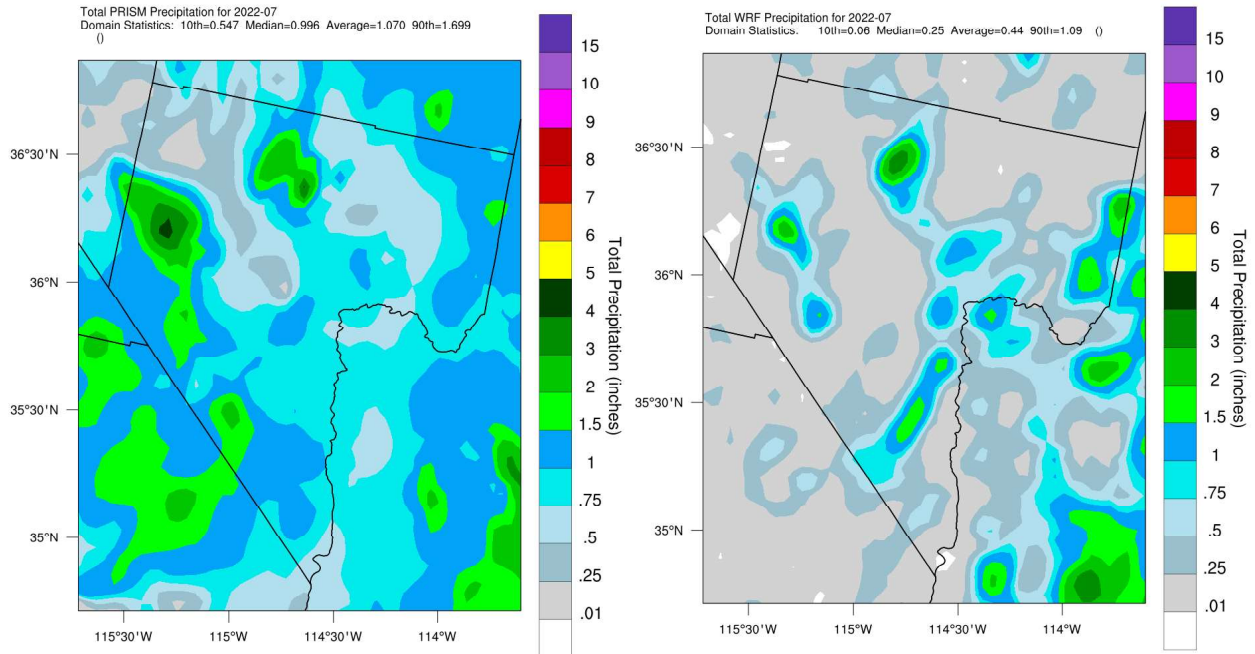 Total PRISM Precipitation for 2022-07
Domain Statistics: 10th=0.547 Median=0.996 Average=1.070 90th=1.699
()
36°30'N
36°N
35°30'N
35°N
115°30'W
115°W
114°30'W
114°W
15
10
9
8
7
6
5
4
3
2
1.5
1
.75
.5
.25
.01
Total Precipitation (inches)
Total WRF Precipitation for 2022-07
Domain Statistics: 10th=0.06 Median=0.25 Average=0.44 90th=1.09 ()
36°30'N
36°N
35°30'N
35°N
115°30'W
115°W
114°30'W
114°W
15
10
9
8
7
6
5
4
3
2
1.5
1
.75
.5
.25
.01
Total Precipitation (inches)